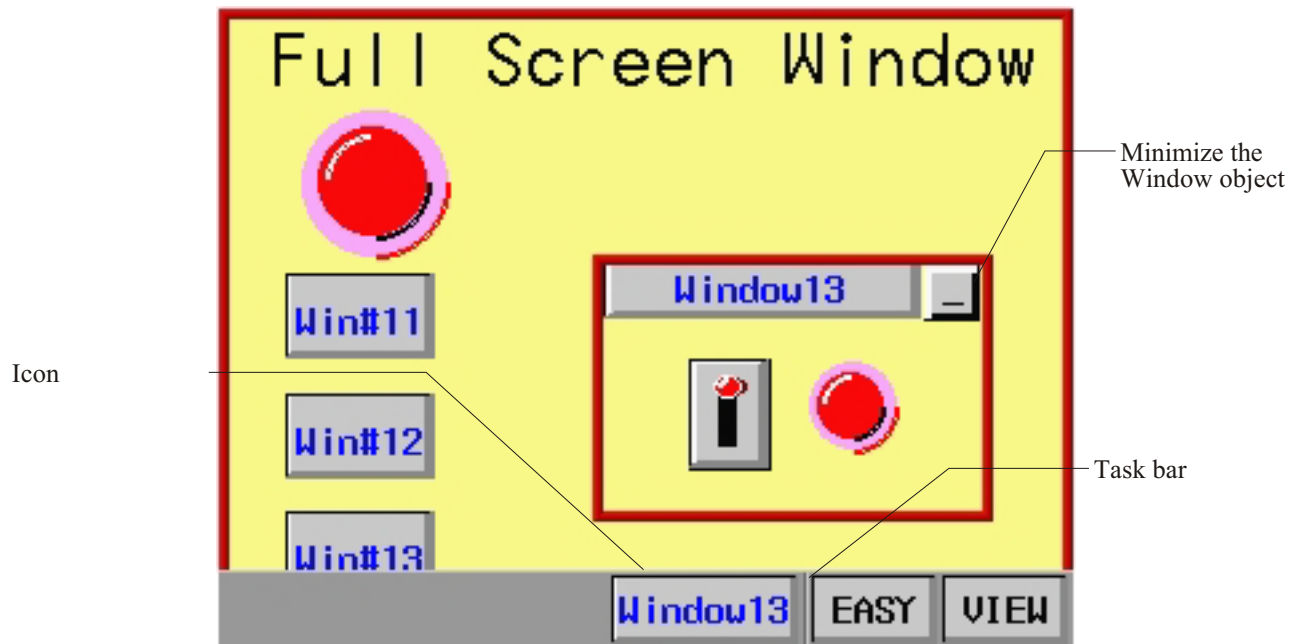 Full Screen Window
Minimize the
Window object
Window13
_
Win#11
Icon
Win#12
Task bar
Win#13
Window13
EASY
VIEW